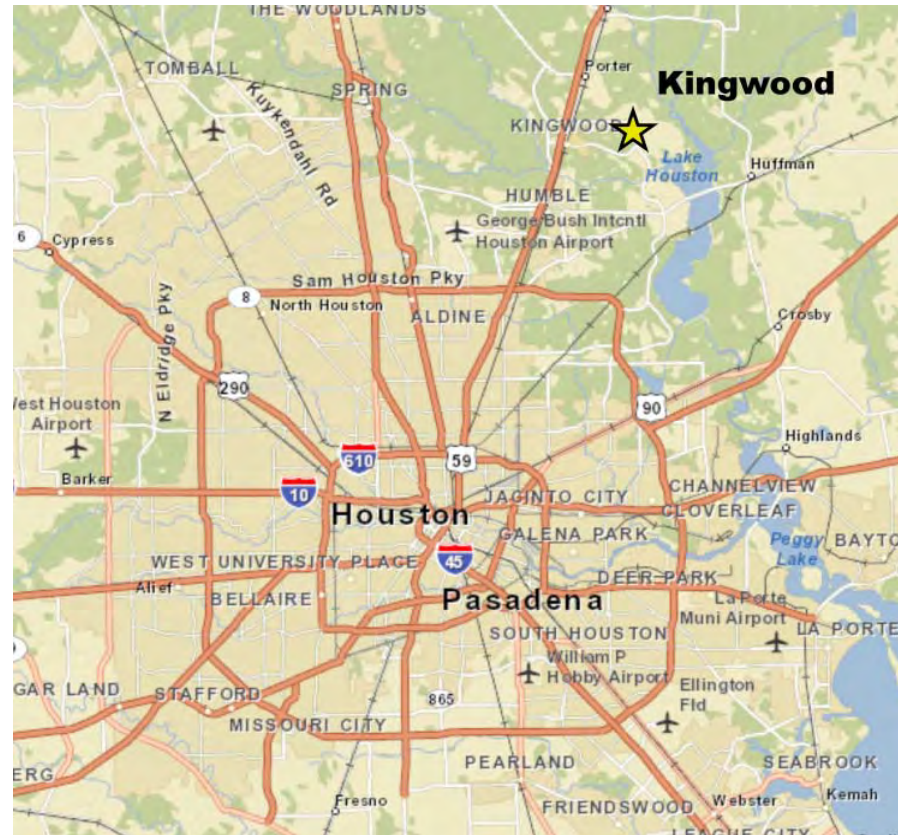 THE WOODLANDS
TOMBALL
Kuykendahl Rd
SPRING
Porter
Kingwood
KINGWOOD
Lake
Houston
Huffman
HUMBLE
George Bush Intcntl
Houston Airport
6
Cypress
Sam Houston Pky
8
North Houston
ALDINE
Crosby
N Eldridge Pky
290
90
West Houston
Airport
Highlands
610
59
Barker
10
Houston
JACINTO CITY
CHANNELVIEW
CLOVERLEAF
GALENA PARK
Peggy
Lake
BAYTO
WEST UNIVERSITY PLACE
45
Alief
BELLAIRE
DEER PARK
Pasadena
La Porte
Muni Airport
LA PORTE
SOUTH HOUSTON
William P
Hobby Airport
Ellington
Fld
GAR LAND
STAFFORD
865
MISSOURI CITY
PEARLAND
SEABROOK
ERG
Fresno
FRIENDSWOOD
Webster
Kemah
LEAGUE CITY